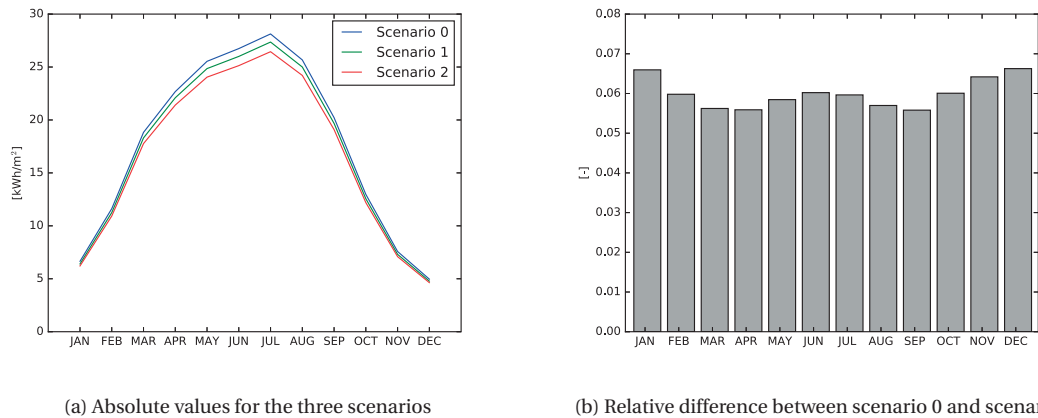 30
25
20
15
10
5
0
[kWh/m²]
Scenario 0
Scenario 1
Scenario 2
JAN FEB MAR APR MAY JUN JUL AUG SEP OCT NOV DEC
(a) Absolute values for the three scenarios
0.08
0.07
0.06
0.05
0.04
0.03
0.02
0.01
0.00
[-]
JAN FEB MAR APR MAY JUN JUL AUG SEP OCT NOV DEC
(b) Relative difference between scenario 0 and scenar